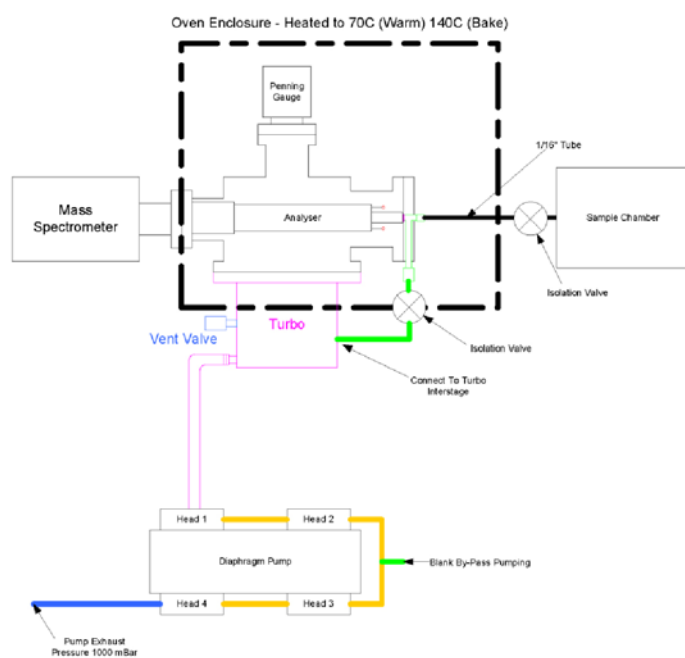 Oven Enclosure - Heated to 70C (Warm) 140C (Bake)
Penning
Gauge
1/16" Tube
Mass
Spectrometer
Analyser
Sample Chamber
Isolation Valve
Turbo
Vent Valve
Isolation Valve
Connect To Turbo
Interstage
Head 1
Head 2
Diaphragm Pump
Blank By-Pass Pumping
Head 4
Head 3
Pump Exhaust
Pressure 1000 mBar